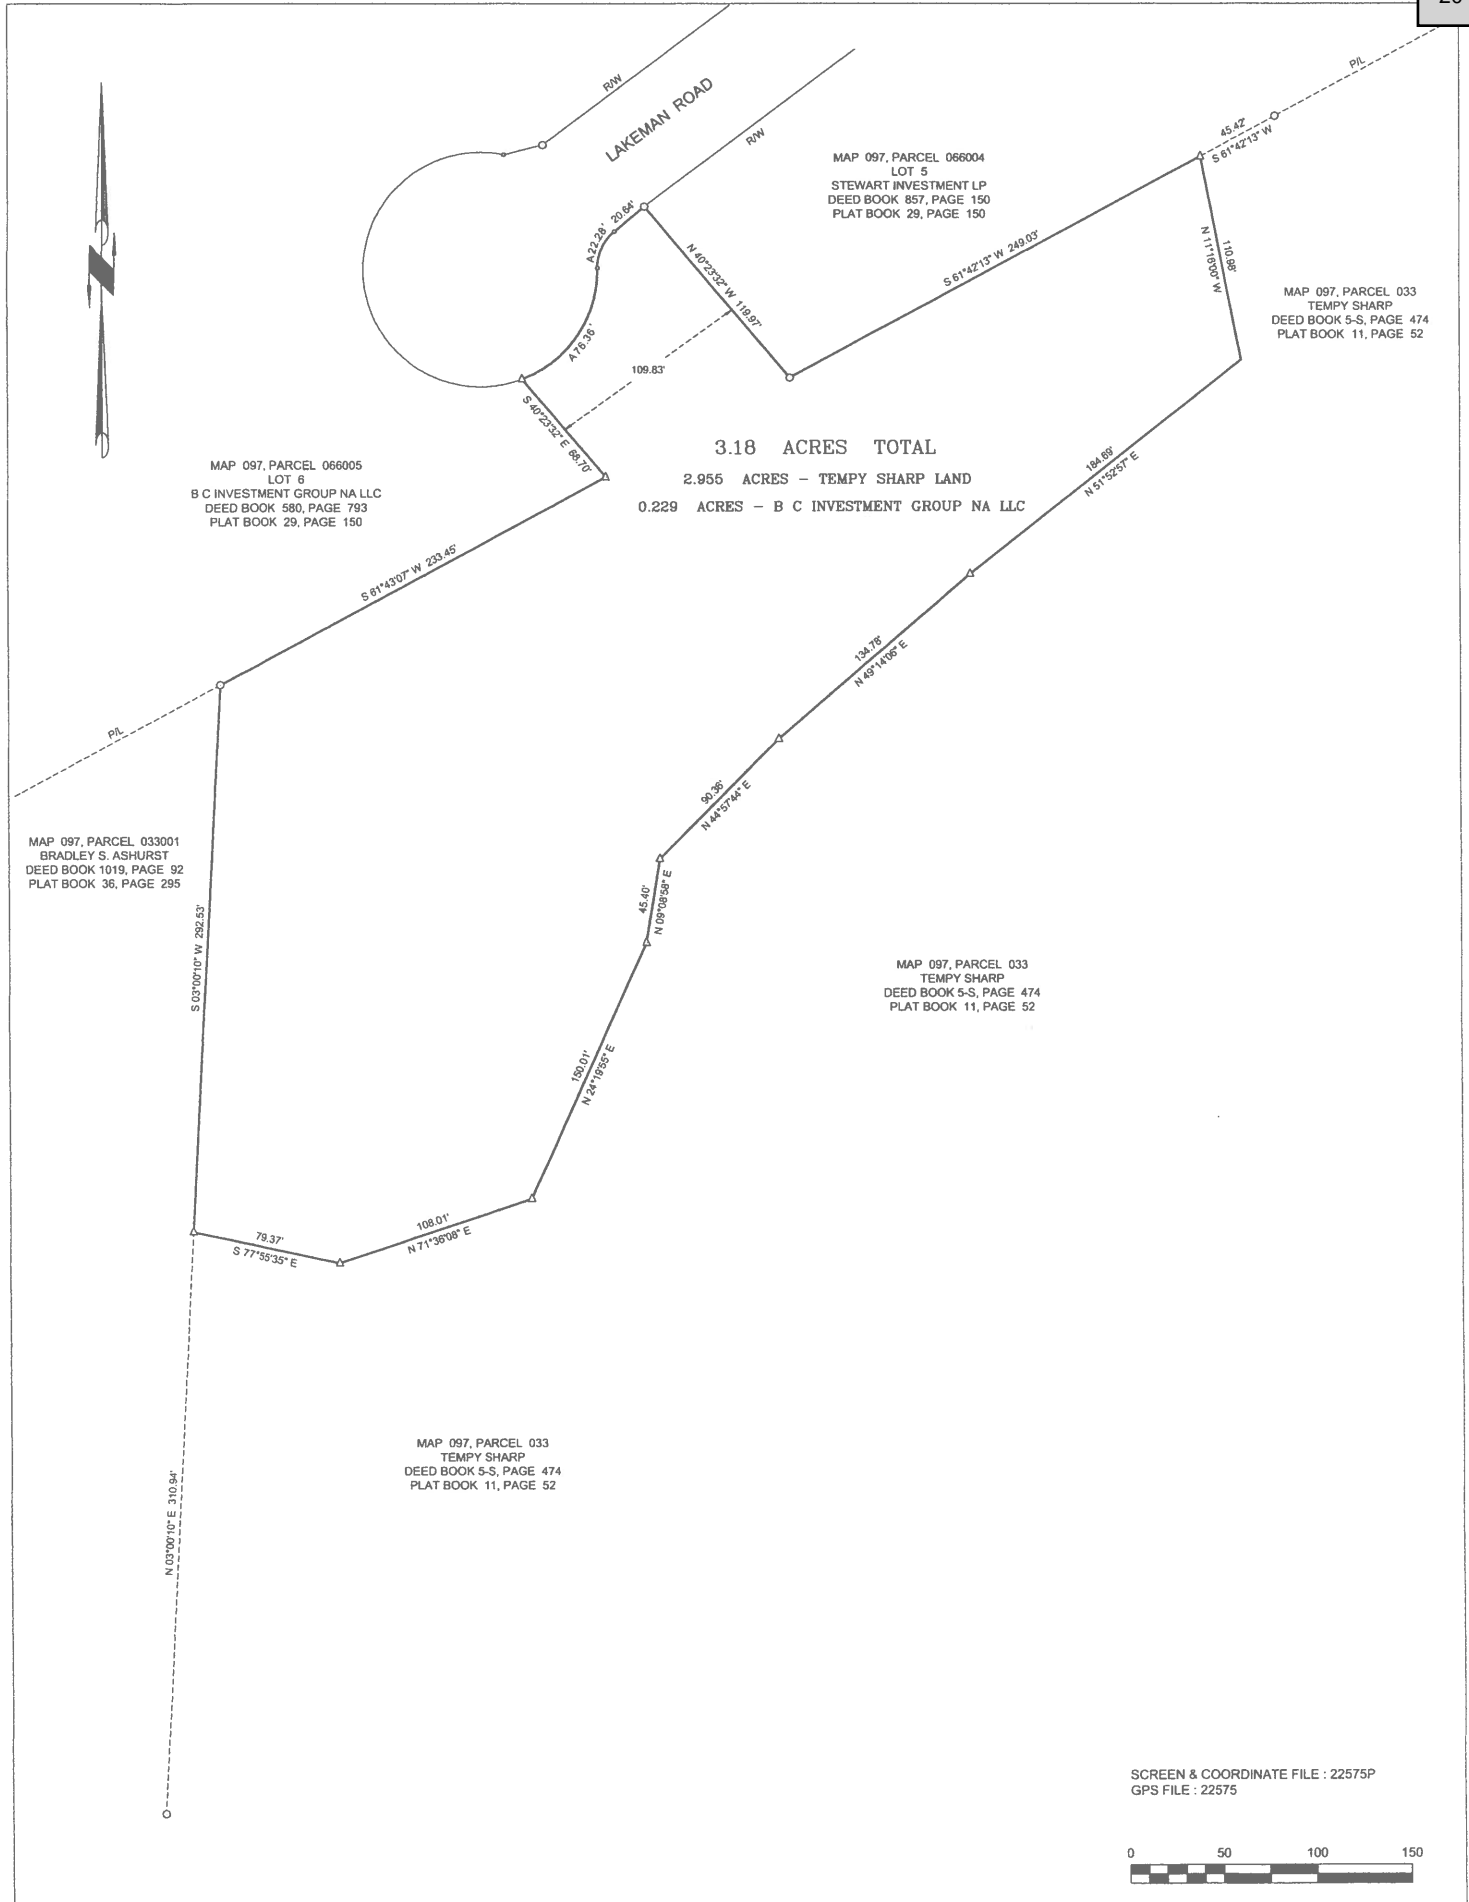 20
R/W
LAKEMAN ROAD
R/W
P/L
45.42'
S 61°42'13" W
MAP 097, PARCEL 066004
LOT 5
STEWART INVESTMENT LP
DEED BOOK 857, PAGE 150
PLAT BOOK 29, PAGE 150
20.64'
A 22.28'
N 40°23'32" W 119.97'
S 61°42'13" W 249.03'
110.98'
N 11°16'00" W
MAP 097, PARCEL 033
TEMPY SHARP
DEED BOOK 5-S, PAGE 474
PLAT BOOK 11, PAGE 52
A 76.36'
109.83'
S 40°23'32" E 68.70'
3.18 ACRES TOTAL
2.955 ACRES - TEMPY SHARP LAND
0.229 ACRES - B C INVESTMENT GROUP NA LLC
MAP 097, PARCEL 066005
LOT 6
B C INVESTMENT GROUP NA LLC
DEED BOOK 580, PAGE 793
PLAT BOOK 29, PAGE 150
184.69'
N 51°52'57" E
S 61°43'07" W 233.45'
134.78'
N 49°14'06" E
P/L
90.36'
N 44°57'44" E
MAP 097, PARCEL 033001
BRADLEY S. ASHURST
DEED BOOK 1019, PAGE 92
PLAT BOOK 36, PAGE 295
45.40'
N 09°08'58" E
S 03°00'10" W 292.53'
MAP 097, PARCEL 033
TEMPY SHARP
DEED BOOK 5-S, PAGE 474
PLAT BOOK 11, PAGE 52
150.01'
N 24°19'55" E
79.37'
S 77°55'35" E
108.01'
N 71°36'08" E
MAP 097, PARCEL 033
TEMPY SHARP
DEED BOOK 5-S, PAGE 474
PLAT BOOK 11, PAGE 52
N 03°00'10" E 310.94'
SCREEN & COORDINATE FILE : 22575P
GPS FILE : 22575
0 50 100 150